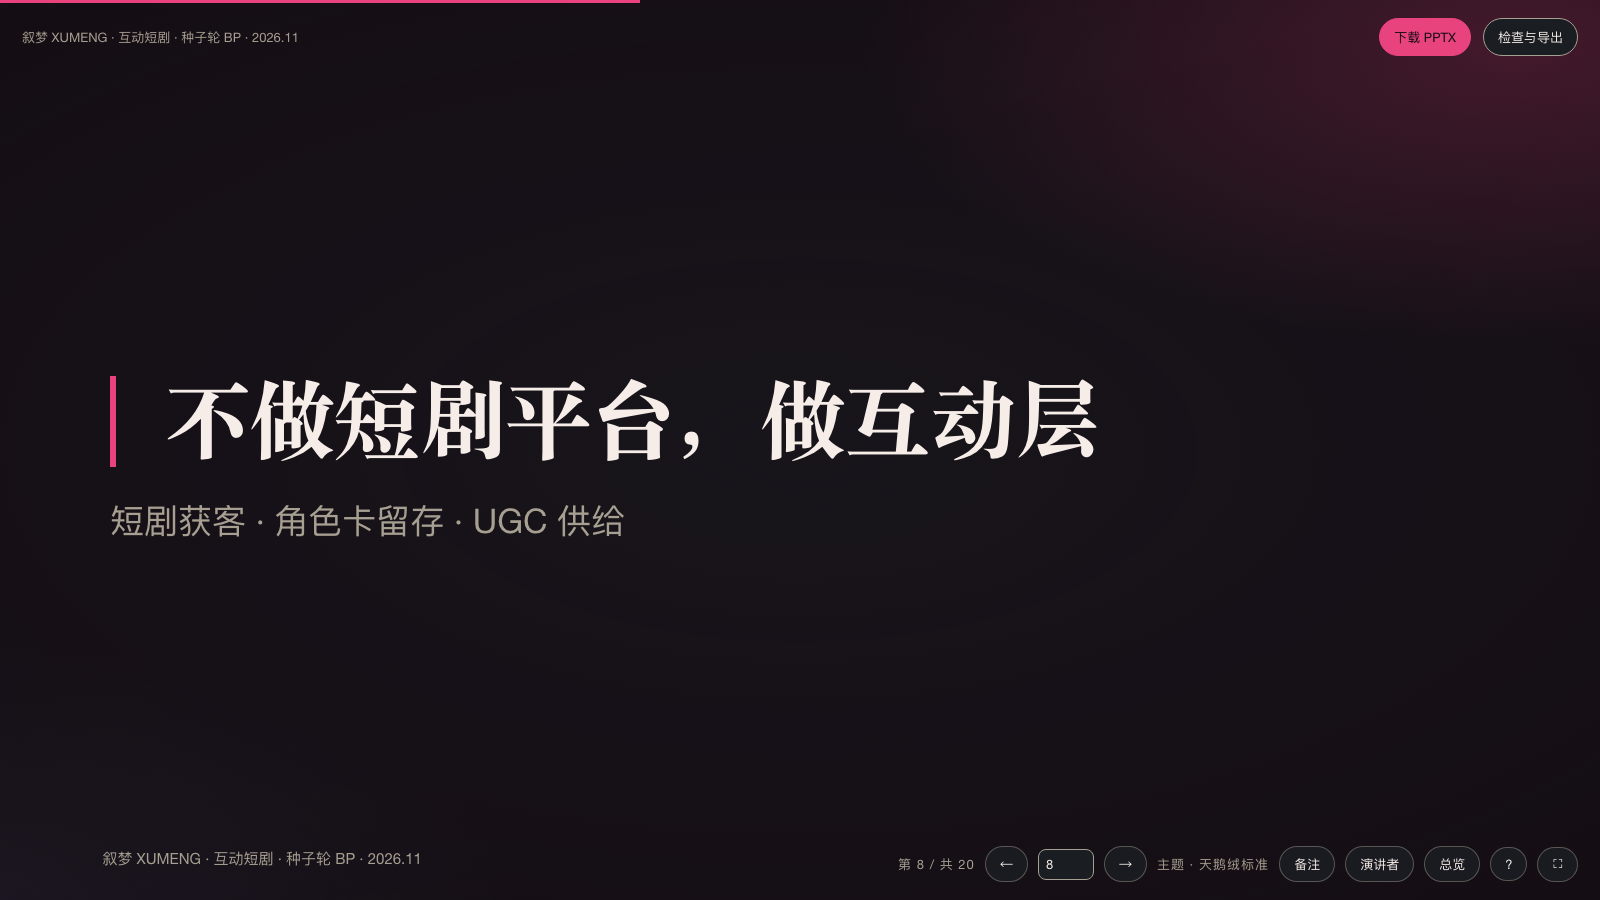 叙梦 XUMENG · 互动短剧 · 种子轮 BP · 2026.11
下载 PPTX
检查与导出
不做短剧平台，做互动层
短剧获客 · 角色卡留存 · UGC 供给
叙梦 XUMENG · 互动短剧 · 种子轮 BP · 2026.11
第 8 / 共 20
←
8
→
主题 · 天鹅绒标准
备注
演讲者
总览
?